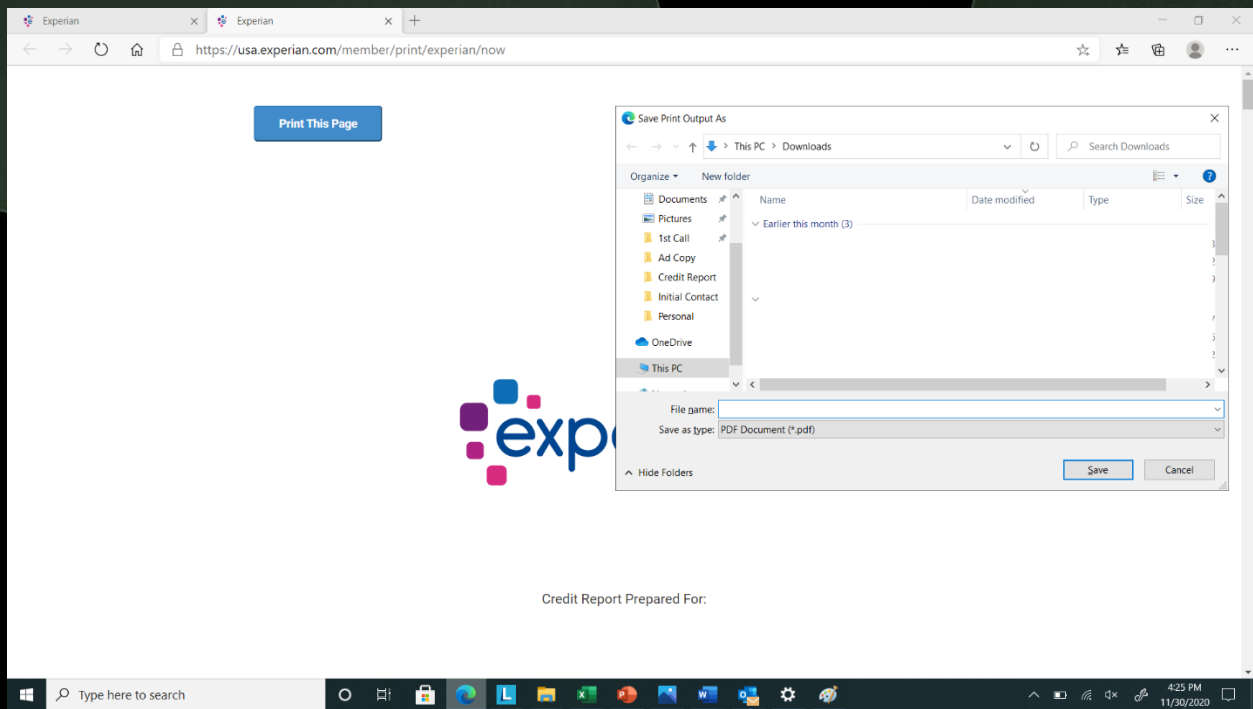 Experian
Experian
https://usa.experian.com/member/print/experian/now
Print This Page
Save Print Output As
This PC > Downloads
Search Downloads
Organize
New folder
Documents
Pictures
1st Call
Ad Copy
Credit Report
Initial Contact
Personal
OneDrive
This PC
Name
Date modified
Type
Size
Earlier this month (3)
File name:
Save as type: PDF Document (*.pdf)
Hide Folders
Save
Cancel
exp
Credit Report Prepared For:
Type here to search
4:25 PM
11/30/2020